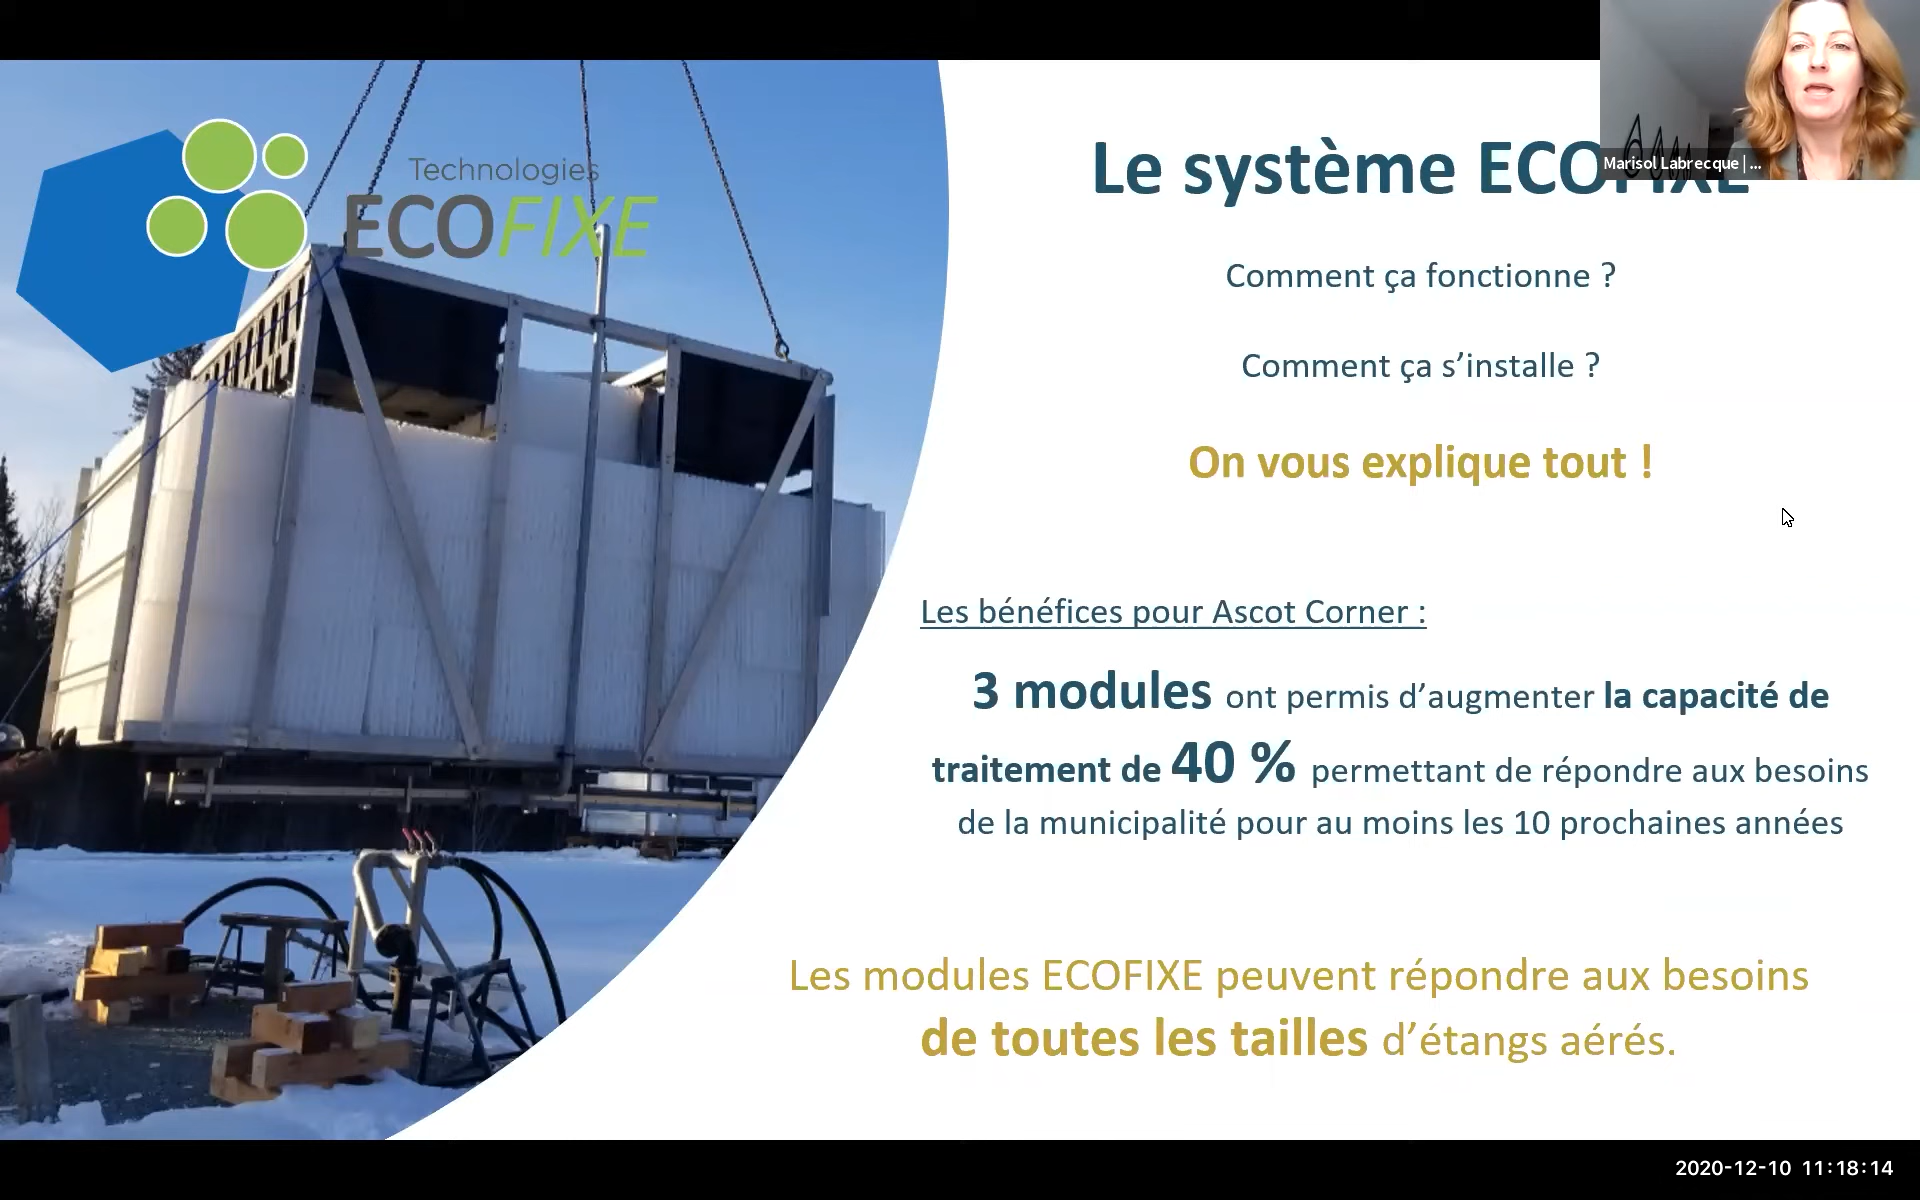 Technologies
ECOFIXE
Le système ECOFIXE
Marisol Labrecque | ...
Comment ça fonctionne ?
Comment ça s’installe ?
On vous explique tout !
Les bénéfices pour Ascot Corner :
3 modules ont permis d’augmenter la capacité de
traitement de 40 % permettant de répondre aux besoins
de la municipalité pour au moins les 10 prochaines années
Les modules ECOFIXE peuvent répondre aux besoins
de toutes les tailles d’étangs aérés.
2020-12-10 11:18:14